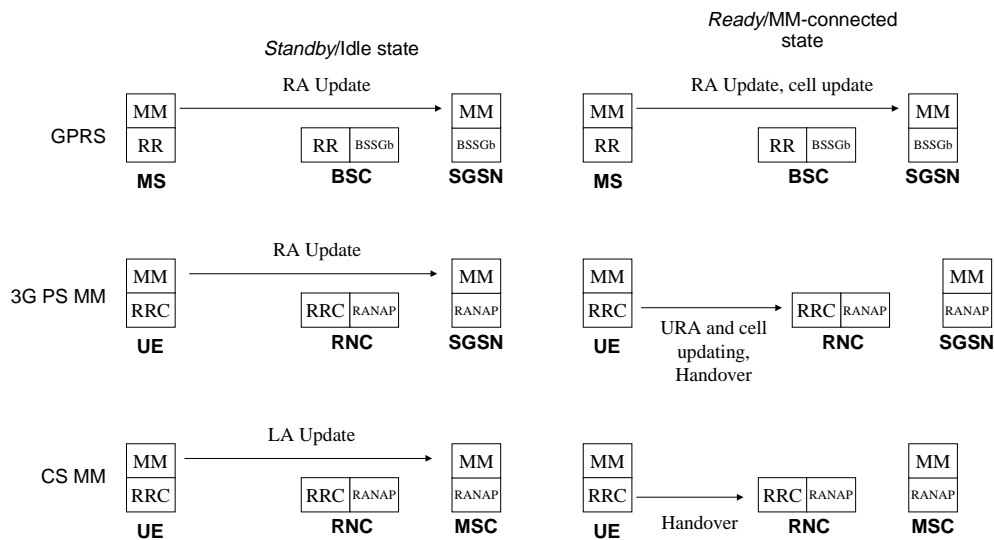 Standby/Idle state
Ready/MM-connected
state
GPRS
RA Update
MM
MM
RR
RR
BSSGb
BSSGb
MS
BSC
SGSN
RA Update, cell update
MM
MM
RR
RR
BSSGb
BSSGb
MS
BSC
SGSN
3G PS MM
RA Update
MM
MM
RRC
RRC
RANAP
RANAP
UE
RNC
SGSN
MM
MM
RRC
RRC
RANAP
RANAP
URA and cell
updating,
Handover
UE
RNC
SGSN
CS MM
LA Update
MM
MM
RRC
RRC
RANAP
RANAP
UE
RNC
MSC
MM
MM
RRC
RRC
RANAP
RANAP
Handover
UE
RNC
MSC